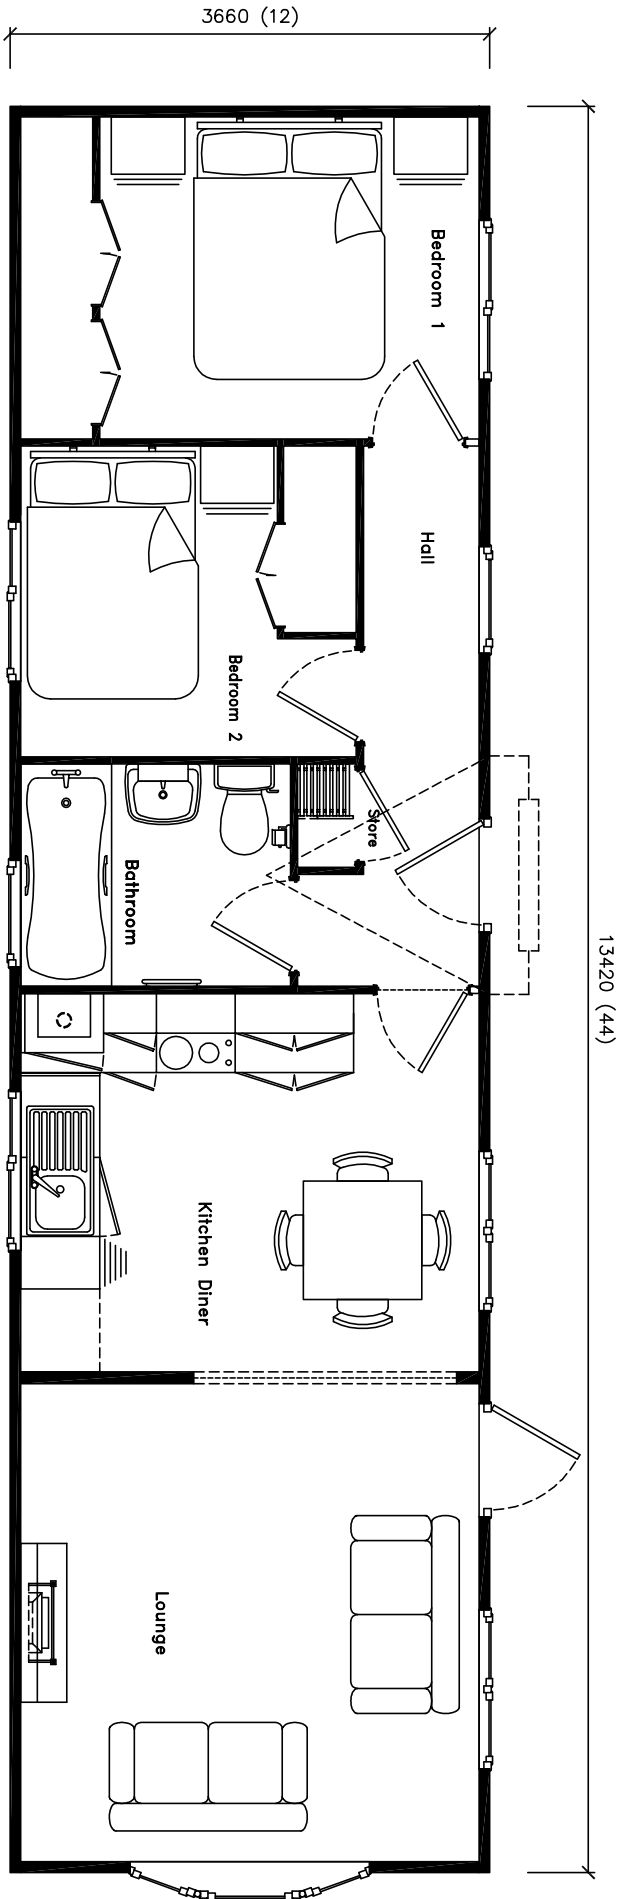 3660 (12)
Bedroom 1
Hall
Bedroom 2
Store
Bathroom
13420 (44)
Kitchen Diner
Lounge